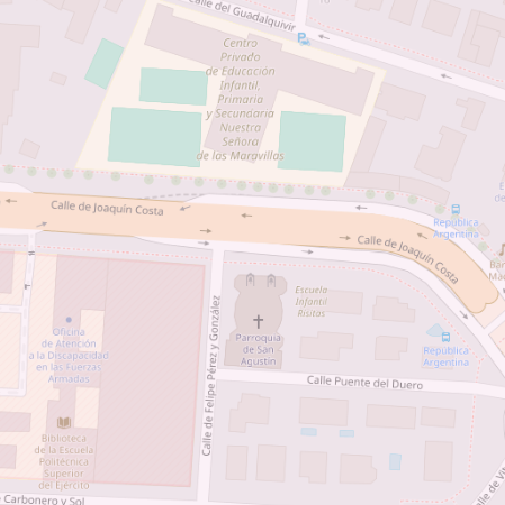 Calle del Guadalquivir
Centro
Privado
de Educación
Infantil,
Primaria
y Secundaria
Nuestra
Señora
de las Maravillas
Calle de Joaquín Costa
República
Argentina
Calle de Joaquín Costa
Escuela
Infantil
Risitas
Oficina
de Atención
a la Discapacidad
en las Fuerzas
Armadas
Parroquia
de San
Agustín
República
Argentina
Calle de Felipe Pérez y González
Calle Puente del Duero
Biblioteca
de la Escuela
Politécnica
Superior
del Ejército
Carbonero y Sol